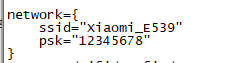 network={
    ssid="Xiaomi_E539"
    psk="12345678"
}